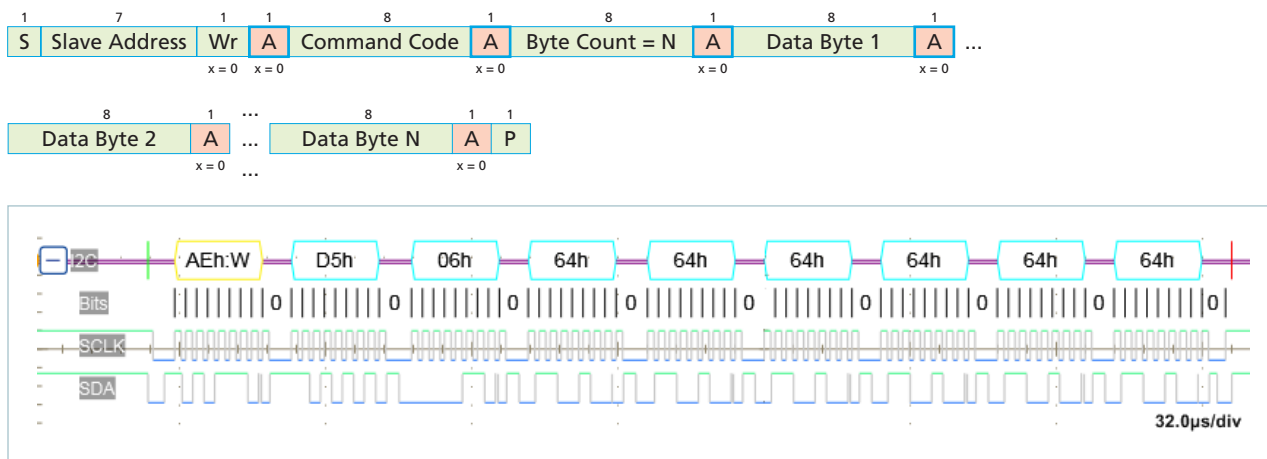 1 7 1 1 8 1 8 1 8 1
S Slave Address Wr A Command Code A Byte Count = N A Data Byte 1 A ...
x = 0 x = 0 x = 0 x = 0 x = 0
8 1 ... 8 1 1
Data Byte 2 A ... Data Byte N A P
x = 0 ... x = 0
I2C AEh:W D5h 06h 64h 64h 64h 64h 64h 64h
Bits 0 0 0 0 0 0 0 0 0
SCLK
SDA
32.0µs/div